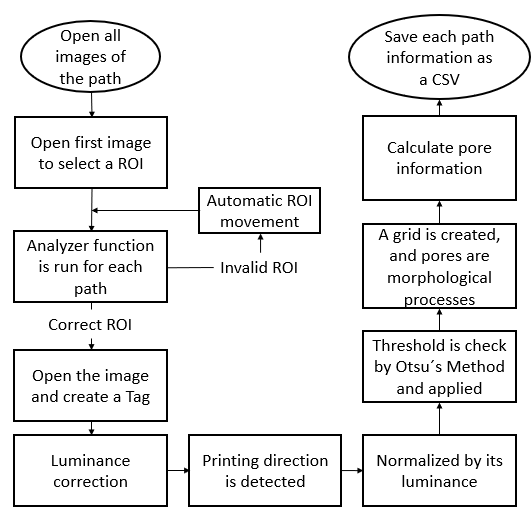 Open all
images of
the path
Open first image
to select a ROI
Automatic ROI
movement
Analyzer function
is run for each
path
Invalid ROI
Correct ROI
Open the image
and create a Tag
Luminance
correction
Printing direction
is detected
Normalized by its
luminance
Threshold is check
by Otsu´s Method
and applied
A grid is created,
and pores are
morphological
processes
Calculate pore
information
Save each path
information as
a CSV